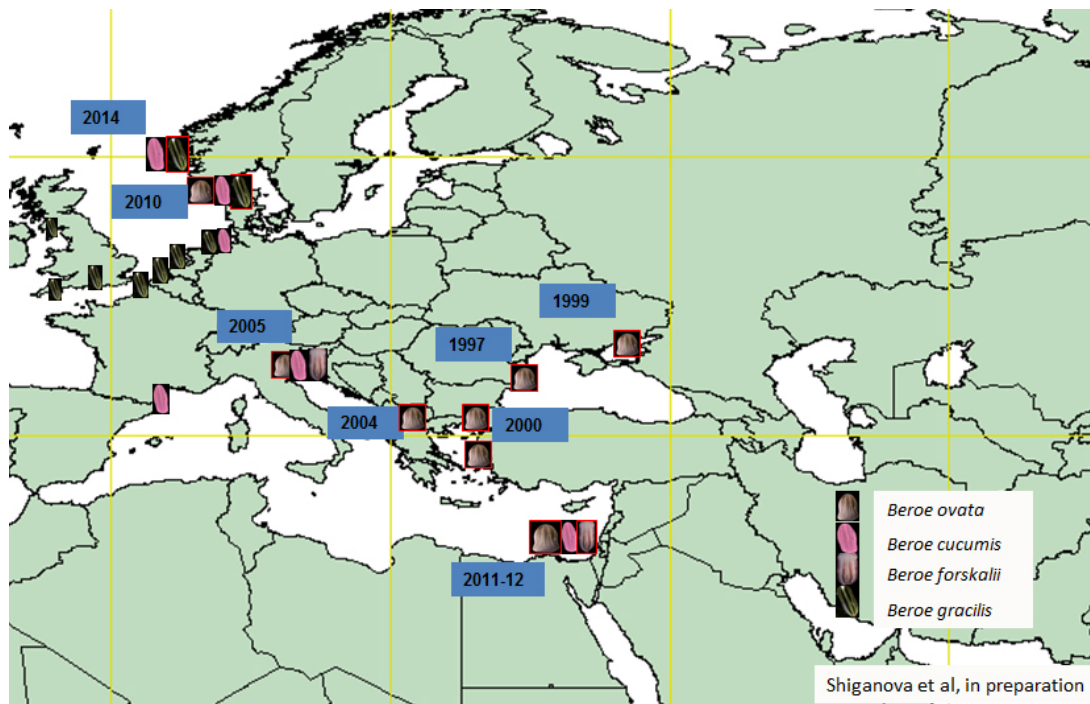 2014
2010
1999
2005
1997
2004
2000
2011-12
Beroe ovata
Beroe cucumis
Beroe forskalii
Beroe gracilis
Shiganova et al, in preparation